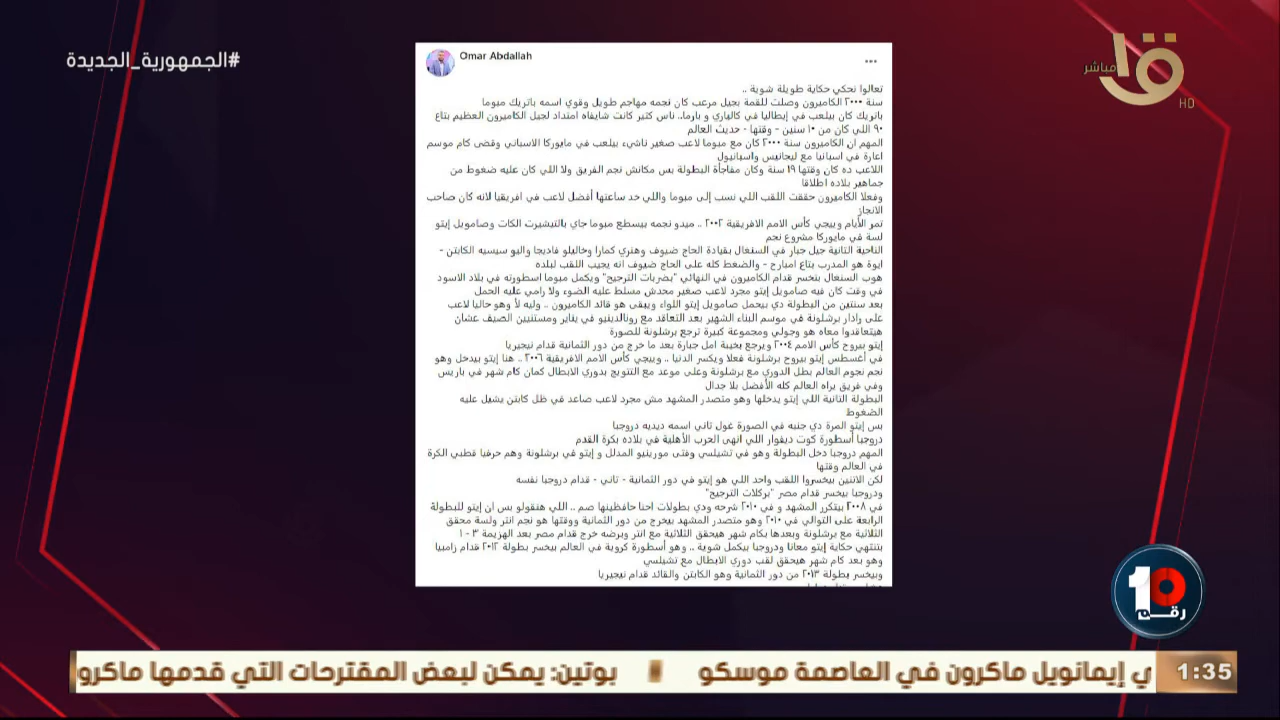 #الجمهورية_الجديدة
مباشر
HD
Omar Abdallah
تعالوا نحكي حكاية طويلة شوية ..
سنة ٢٠٠٠ الكاميرون وصلت للقمة بجيل مرعب كان نجمه مهاجم طويل وقوي اسمه باتريك مبوما
باتريك كان بيلعب في إيطاليا في كالياري و بارما.. ناس كتير كانت شايفاه امتداد لجيل الكاميرون العظيم بتاع
٩٠ اللي كان من ١٠ سنين - وقتها - حديث العالم
المهم ان الكاميرون سنة ٢٠٠٠ كان مع مبوما لاعب صغير ناشيء بيلعب في مايوركا الاسباني وقضى كام موسم
اعارة في اسبانيا مع ليجانيس واسبانيول
اللاعب ده كان وقتها ١٩ سنة وكان مفاجأة البطولة بس مكانش نجم الفريق ولا اللي كان عليه ضغوط من
جماهير بلاده اطلاقا
وفعلا الكاميرون حققت اللقب اللي نسب إلى مبوما واللي خد ساعتها أفضل لاعب في افريقيا لانه كان صاحب
الانجاز
تمر الأيام وييجي كأس الامم الافريقية ٢٠٠٢ .. ميدو نجمه بيسطع مبوما جاي بالتيشيرت الكات وصامويل إيتو
لسة في مايوركا مشروع نجم
الناحية التانية جيل جبار في السنغال بقيادة الحاج ضيوف وهنري كمارا وخاليلو فاديجا واليو سيسيه الكابتن -
ايوة هو المدرب بتاع امبارح - والضغط كله على الحاج ضيوف انه يجيب اللقب لبلده
هوب السنغال بتخسر قدام الكاميرون في النهائي "بضربات الترجيح" ويكمل مبوما اسطورته في بلاد الاسود
في وقت كان فيه صامويل إيتو مجرد لاعب صغير محدش مسلط عليه الضوء ولا رامي عليه الحمل
بعد سنتين من البطولة دي بيحمل صامويل إيتو اللواء ويبقى هو قائد الكاميرون .. وليه لأ وهو حاليا لاعب
على رادار برشلونة في موسم البناء الشهير بعد التعاقد مع رونالدينيو في يناير ومستنيين الصيف عشان
هيتعاقدوا معاه هو وجولي ومجموعة كبيرة ترجع برشلونة للصورة
إيتو بيروح كأس الامم ٢٠٠٤ ويرجع بخيبة امل جبارة بعد ما خرج من دور الثمانية قدام نيجيريا
في أغسطس إيتو بيروح برشلونة فعلا ويكسر الدنيا .. وييجي كأس الامم الافريقية ٢٠٠٦ .. هنا إيتو بيدخل وهو
نجم نجوم العالم بطل الدوري مع برشلونة وعلى موعد مع التتويج بدوري الابطال كمان كام شهر في باريس
وفي فريق يراه العالم كله الأفضل بلا جدال
البطولة التانية اللي إيتو يدخلها وهو متصدر المشهد مش مجرد لاعب صاعد في ظل كابتن يشيل عليه
الضغوط
بس إيتو المرة دي جنبه في الصورة غول تاني اسمه ديديه دروجبا
دروجبا أسطورة كوت ديفوار اللي انهى الحرب الأهلية في بلاده بكرة القدم
المهم دروجبا دخل البطولة وهو في تشيلسي وفتى مورينيو المدلل و إيتو في برشلونة وهم حرفيا قطبي الكرة
في العالم وقتها
لكن الاتنين بيخسروا اللقب واحد اللي هو إيتو في دور الثمانية - تاني - قدام دروجبا نفسه
ودروجبا بيخسر قدام مصر "بركلات الترجيح"
في ٢٠٠٨ بيتكرر المشهد و في ٢٠١٠ شرحه ودي بطولات احنا حافظينها صم .. اللي هنقولو بس ان إيتو للبطولة
الرابعة على التوالي في ٢٠١٠ وهو متصدر المشهد بيخرج من دور الثمانية ووقتها هو نجم انتر ولسة محقق
الثلاثية مع برشلونة وبعدها بكام شهر هيحقق الثلاثية مع انتر وبرضه خرج قدام مصر بعد الهزيمة ٣ - ١
بتنتهي حكاية إيتو معانا ودروجبا بيكمل شوية .. وهو أسطورة كروية في العالم بيخسر بطولة ٢٠١٢ قدام زامبيا
وهو بعد كام شهر هيحقق لقب دوري الابطال مع تشيلسي
وبيخسر بطولة ٢٠١٣ من دور الثمانية وهو الكابتن والقائد قدام نيجيريا
رقم 10
ي إيمانويل ماكرون في العاصمة موسكو
بوتين: يمكن لبعض المقترحات التي قدمها ماكرو
1:35